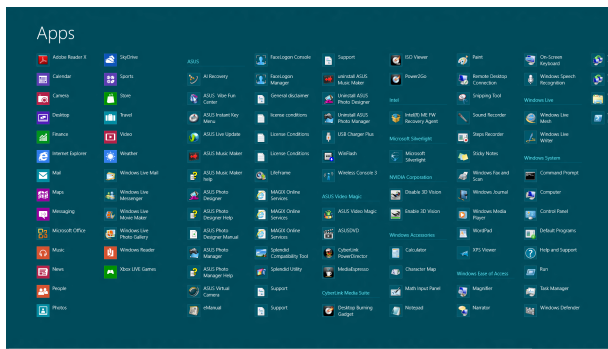 Apps
Adobe Reader X
Calendar
Camera
Desktop
Finance
Internet Explorer
Mail
Maps
Messaging
Microsoft Office
Music
News
People
Photos
SkyDrive
Sports
Store
Travel
Video
Weather
Windows Live Mail
Windows Live
Messenger
Windows Live
Movie Maker
Windows Live
Photo Gallery
Windows Reader
Xbox LIVE Games
ASUS
AI Recovery
ASUS Vibe Fun
Center
ASUS Instant Key
Menu
ASUS Live Update
ASUS Music Maker
ASUS Music Maker
help
ASUS Photo
Designer
ASUS Photo
Designer Help
ASUS Photo
Designer Manual
ASUS Photo
Manager
ASUS Photo
Manager Help
ASUS Virtual
Camera
eManual
FaceLogon Console
FaceLogon
Manager
General disclaimer
license conditions
License Conditions
License Conditions
LifeFrame
MAGIX Online
Services
MAGIX Online
Services
MAGIX Online
Services
Splendid
Compatibility Tool
Splendid Utility
Support
Support
Support
uninstall ASUS
Music Maker
Uninstall ASUS
Photo Designer
Uninstall ASUS
Photo Manager
USB Charger Plus
WinFlash
Wireless Console 3
ASUS Video Magic
ASUS Video Magic
ASUSDVD
CyberLink
PowerDirector
MediaEspresso
CyberLink Media Suite
Desktop Burning
Gadget
ISO Viewer
Power2Go
Intel
Intel(R) ME FW
Recovery Agent
Microsoft Silverlight
Microsoft
Silverlight
NVIDIA Corporation
Disable 3D Vision
Enable 3D Vision
Windows Accessories
Calculator
Character Map
Math Input Panel
Notepad
Paint
Remote Desktop
Connection
Snipping Tool
Sound Recorder
Steps Recorder
Sticky Notes
Windows Fax and
Scan
Windows Journal
Windows Media
Player
WordPad
XPS Viewer
Windows Ease of Access
Magnifier
Narrator
On-Screen
Keyboard
Windows Speech
Recognition
Windows Live
Windows Live
Mesh
Windows Live
Writer
Windows System
Command Prompt
Computer
Control Panel
Default Programs
Help and Support
Run
Task Manager
Windows Defender